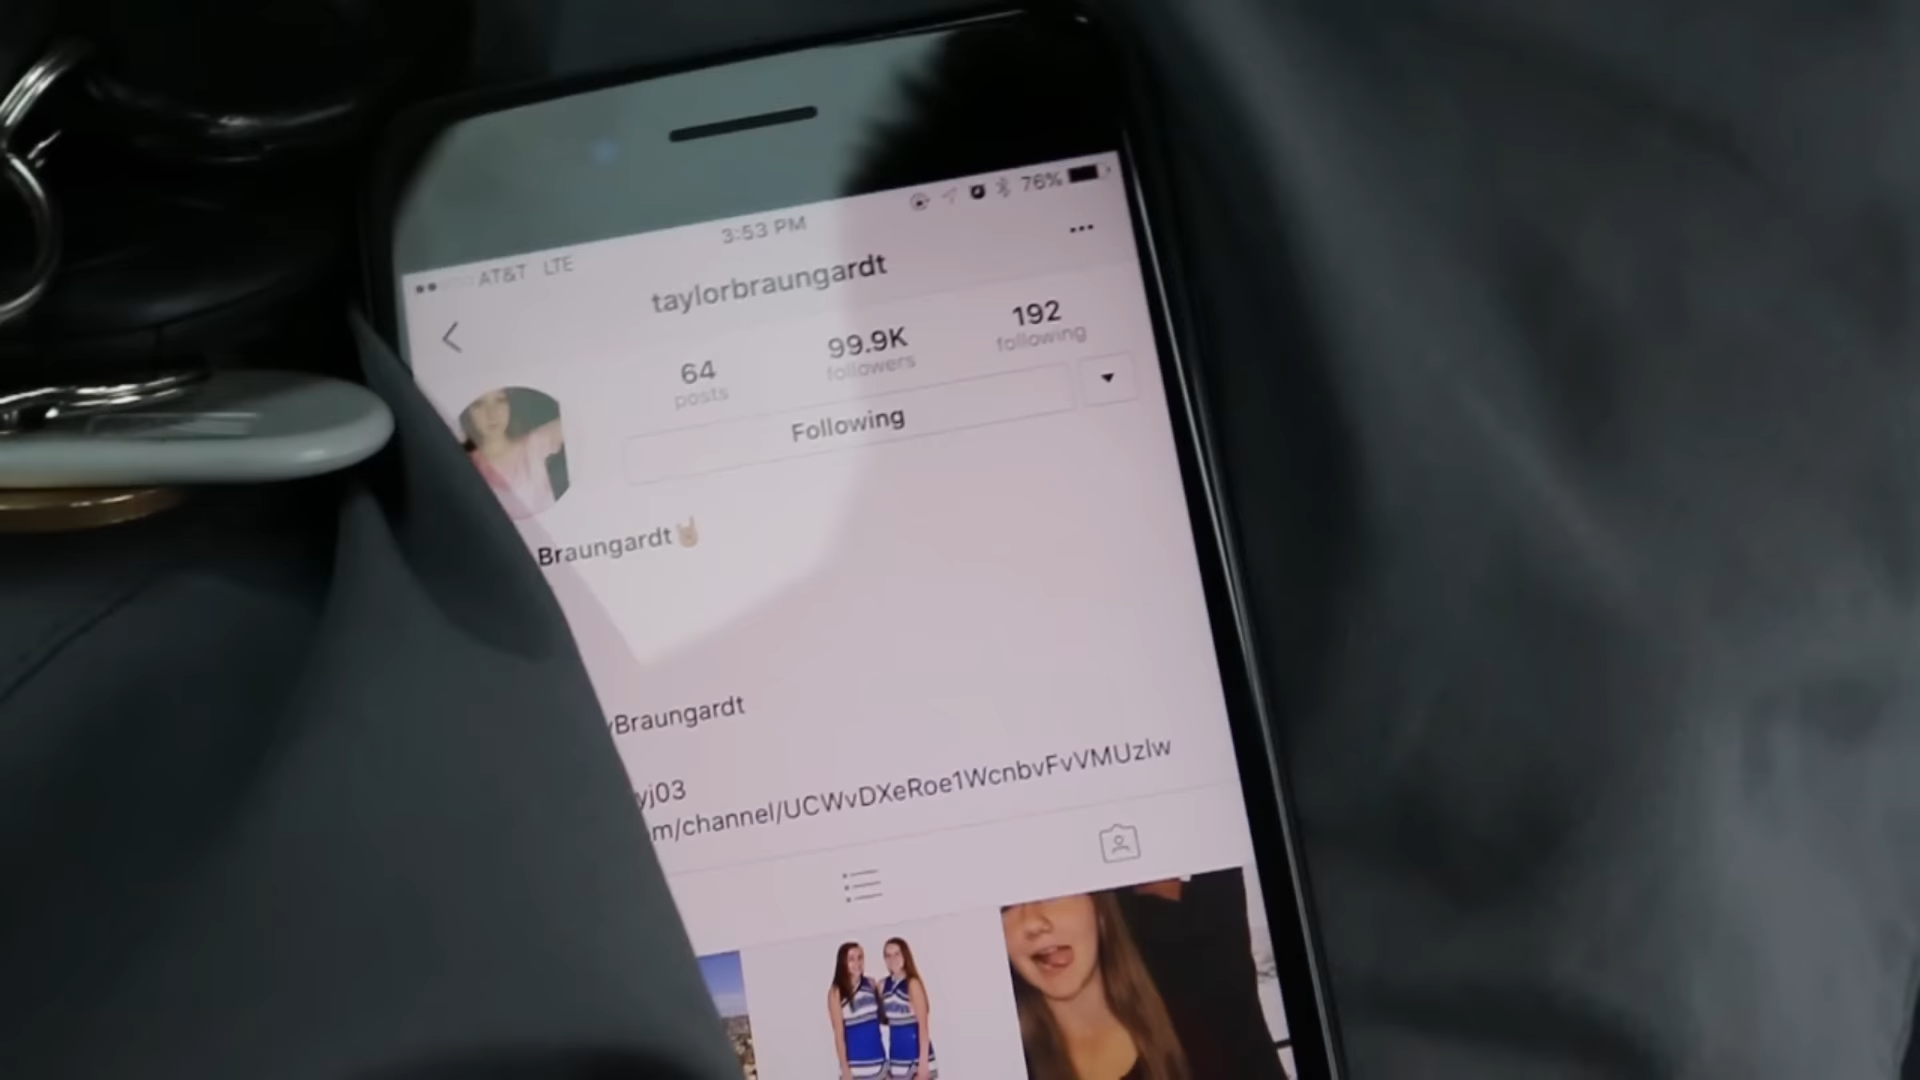 AT&T LTE 3:53 PM 76%
taylorbraungardt
64 99.9K 192
posts followers following
Following
Braungardt🤘🏼
Braungardt
yj03
m/channel/UCWvDXeRoe1WcnbvFvVMUzlw